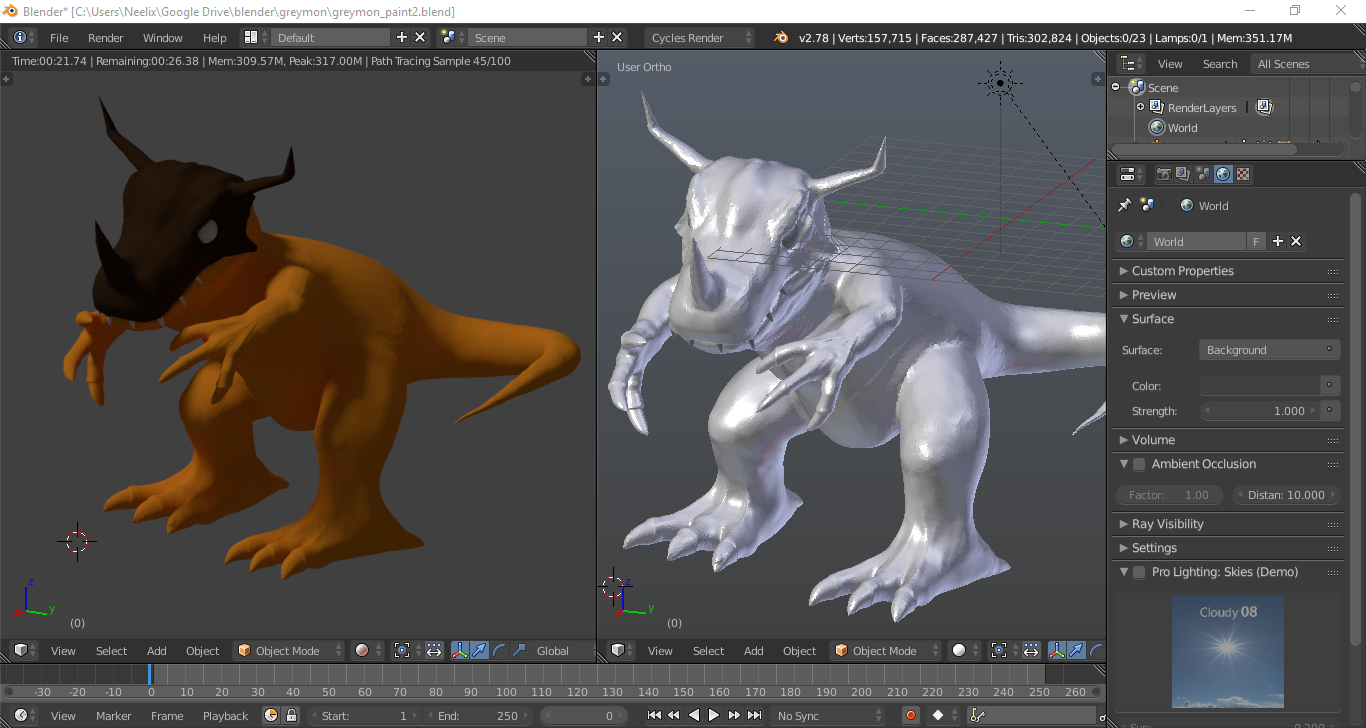 Blender* [C:\Users\Neelix\Google Drive\blender\greymon\greymon_paint2.blend]
File Render Window Help Default Scene Cycles Render v2.78 | Verts:157,715 | Faces:287,427 | Tris:302,824 | Objects:0/23 | Lamps:0/1 | Mem:351.17M
Time:00:21.74 | Remaining:00:26.38 | Mem:309.57M, Peak:317.00M | Path Tracing Sample 45/100
User Ortho
View Search All Scenes
Scene
RenderLayers |
World
World
World F
Custom Properties
Preview
Surface
Surface: Background
Color:
Strength: 1.000
Volume
Ambient Occlusion
Factor: 1.00 Distan: 10.000
Ray Visibility
Settings
Pro Lighting: Skies (Demo)
Cloudy 08
z
y
(0)
z
y
(0)
View Select Add Object Object Mode Global
View Select Add Object Object Mode
-30 -20 -10 0 10 20 30 40 50 60 70 80 90 100 110 120 130 140 150 160 170 180 190 200 210 220 230 240 250 260
View Marker Frame Playback Start: 1 End: 250 0 No Sync